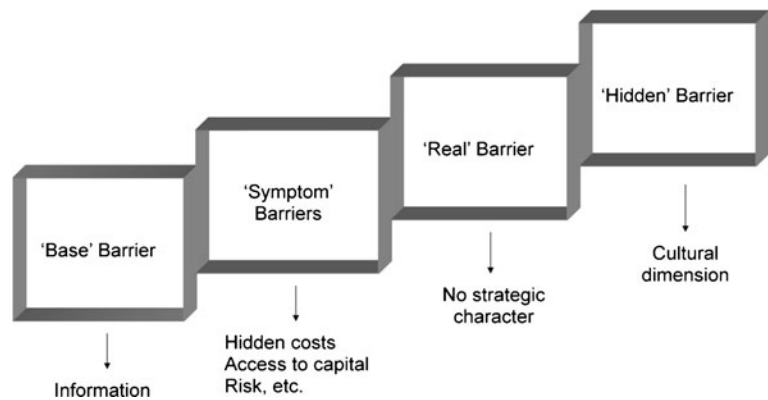 'Base' Barrier
Information
'Symptom'
Barriers
Hidden costs
Access to capital
Risk, etc.
'Real' Barrier
No strategic
character
'Hidden' Barrier
Cultural
dimension